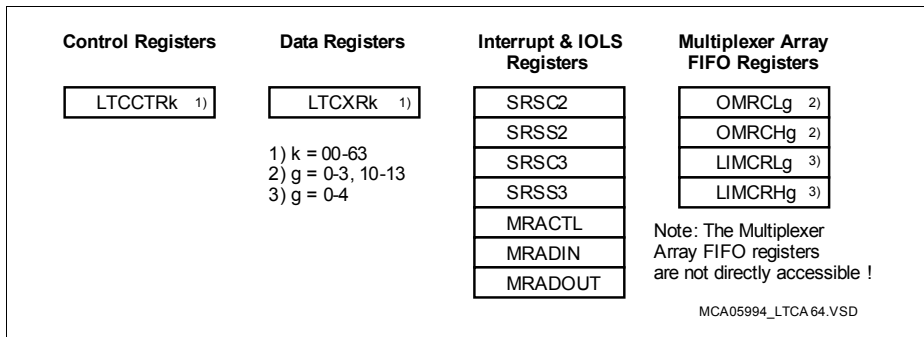 Control Registers
Data Registers
Interrupt & IOLS
Registers
Multiplexer Array
FIFO Registers
LTCCTRk 1)
LTCXRk 1)
1) k = 00-63
2) g = 0-3, 10-13
3) g = 0-4
SRSC2
SRSS2
SRSC3
SRSS3
MRACTL
MRADIN
MRADOUT
OMRCLg 2)
OMRCHg 2)
LIMCRLg 3)
LIMCRHg 3)
Note: The Multiplexer
Array FIFO registers
are not directly accessible !
MCA05994_LTCA64.VSD